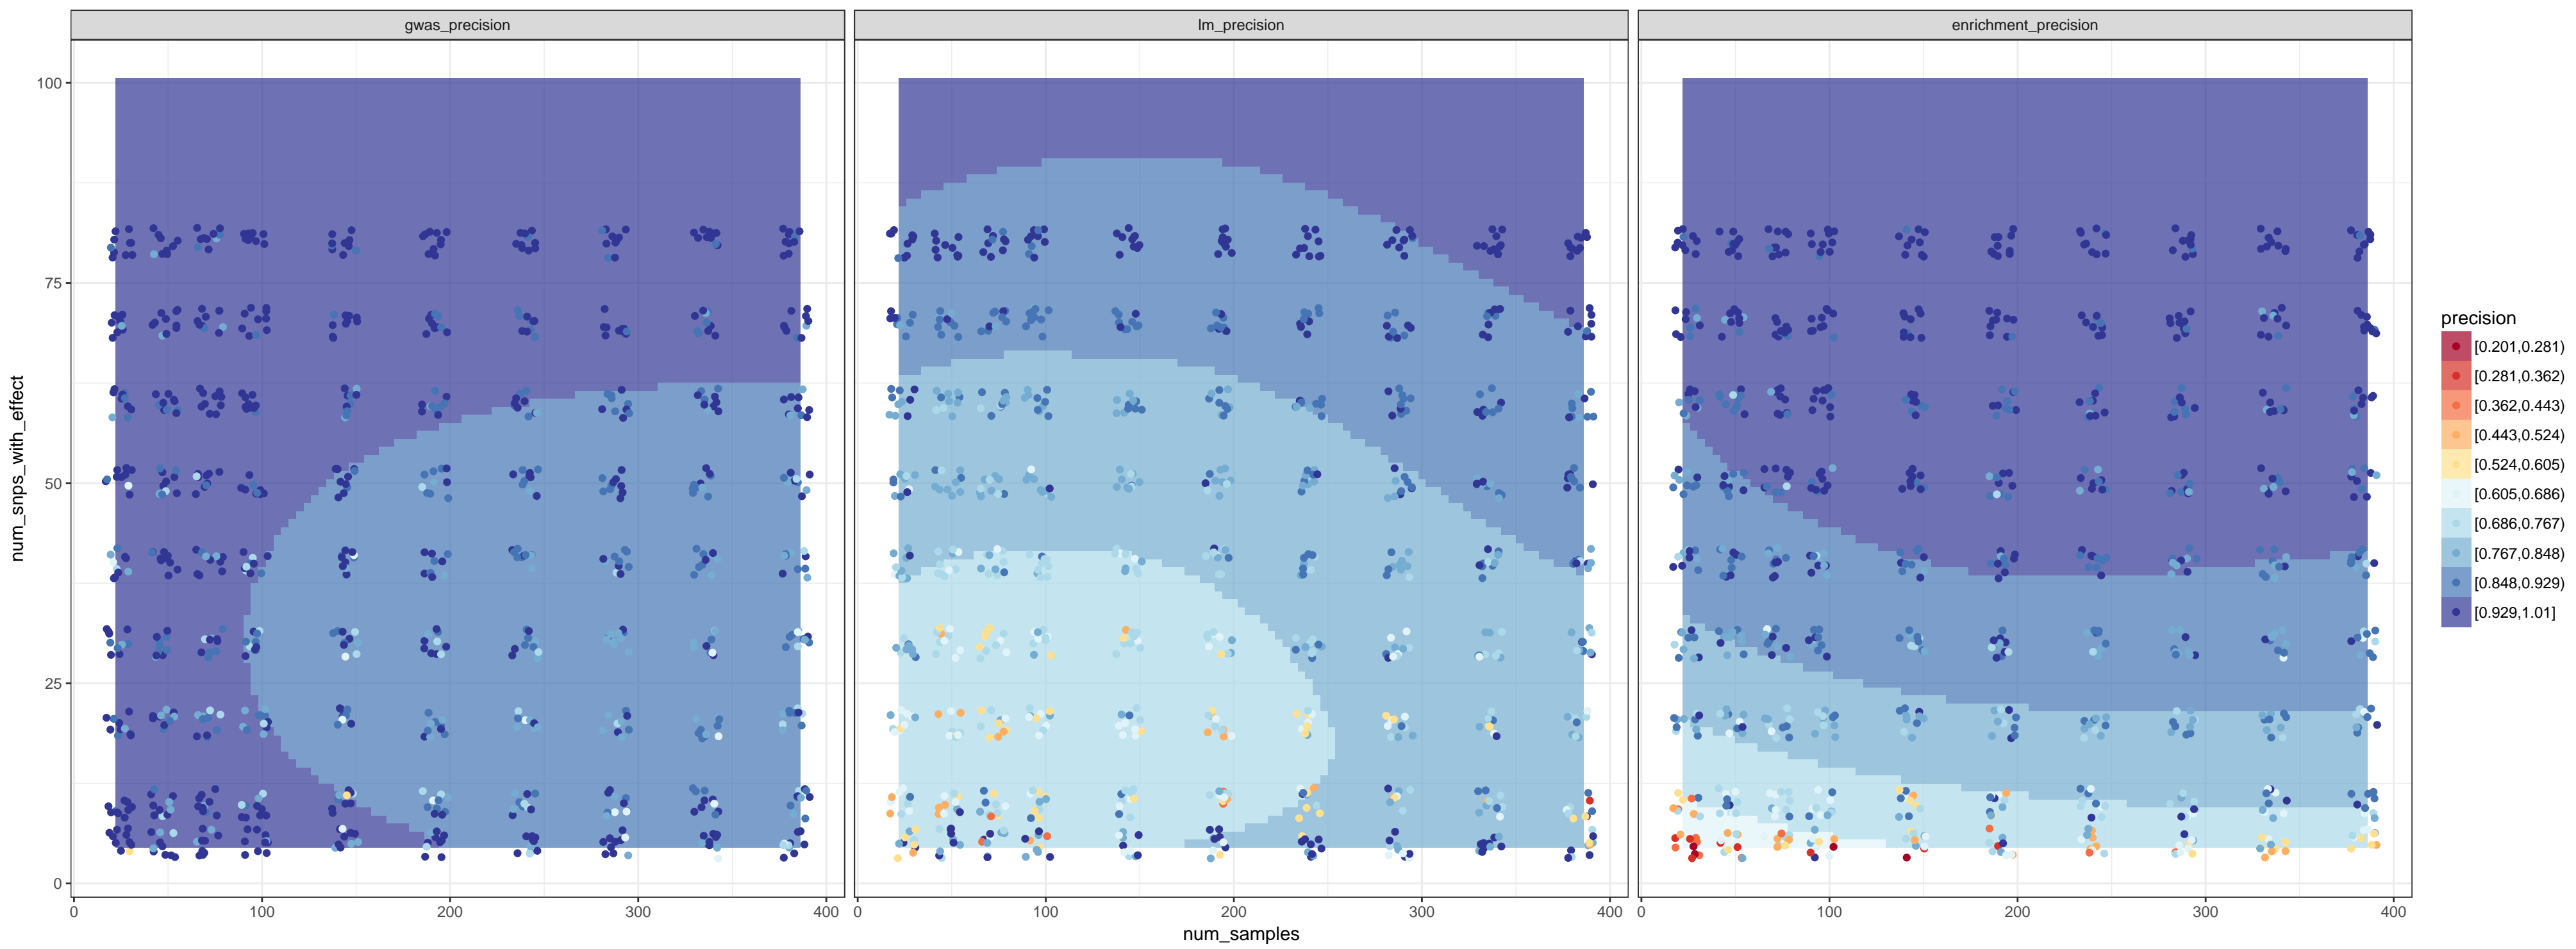 gwas_precision
lm_precision
enrichment_precision
100
75
50
25
0
num_snps_with_effect
0 100 200 300 400
0 100 200 300 400
0 100 200 300 400
num_samples
precision
[0.201,0.281)
[0.281,0.362)
[0.362,0.443)
[0.443,0.524)
[0.524,0.605)
[0.605,0.686)
[0.686,0.767)
[0.767,0.848)
[0.848,0.929)
[0.929,1.01]